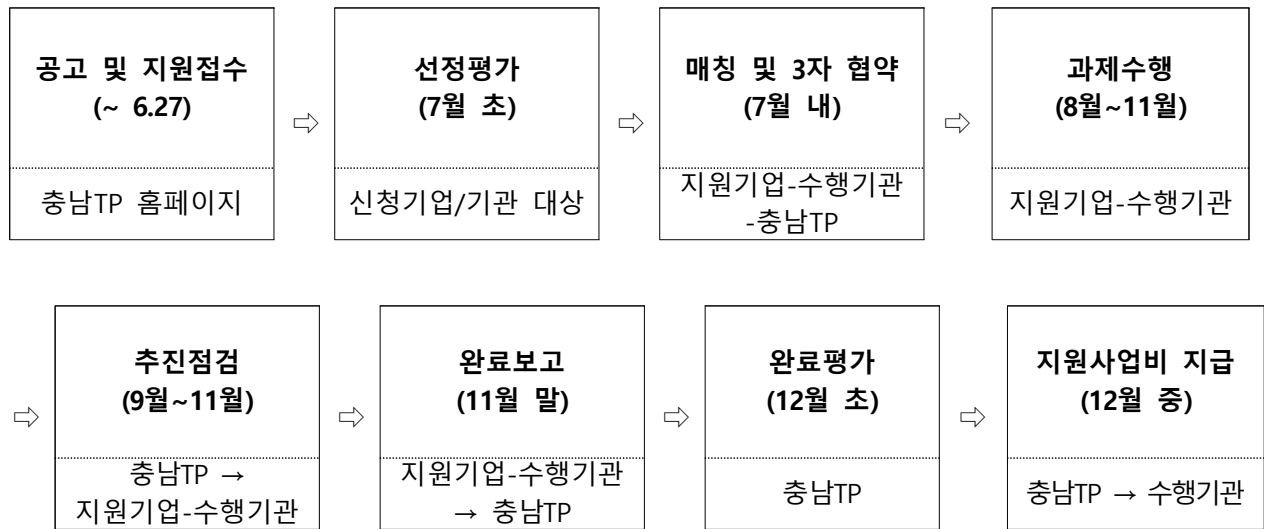 공고 및 지원접수
(~ 6.27)
충남TP 홈페이지
⇨
선정평가
(7월 초)
신청기업/기관 대상
⇨
매칭 및 3자 협약
(7월 내)
지원기업-수행기관
-충남TP
⇨
과제수행
(8월~11월)
지원기업-수행기관
⇨
추진점검
(9월~11월)
충남TP →
지원기업-수행기관
⇨
완료보고
(11월 말)
지원기업-수행기관
→ 충남TP
⇨
완료평가
(12월 초)
충남TP
⇨
지원사업비 지급
(12월 중)
충남TP → 수행기관